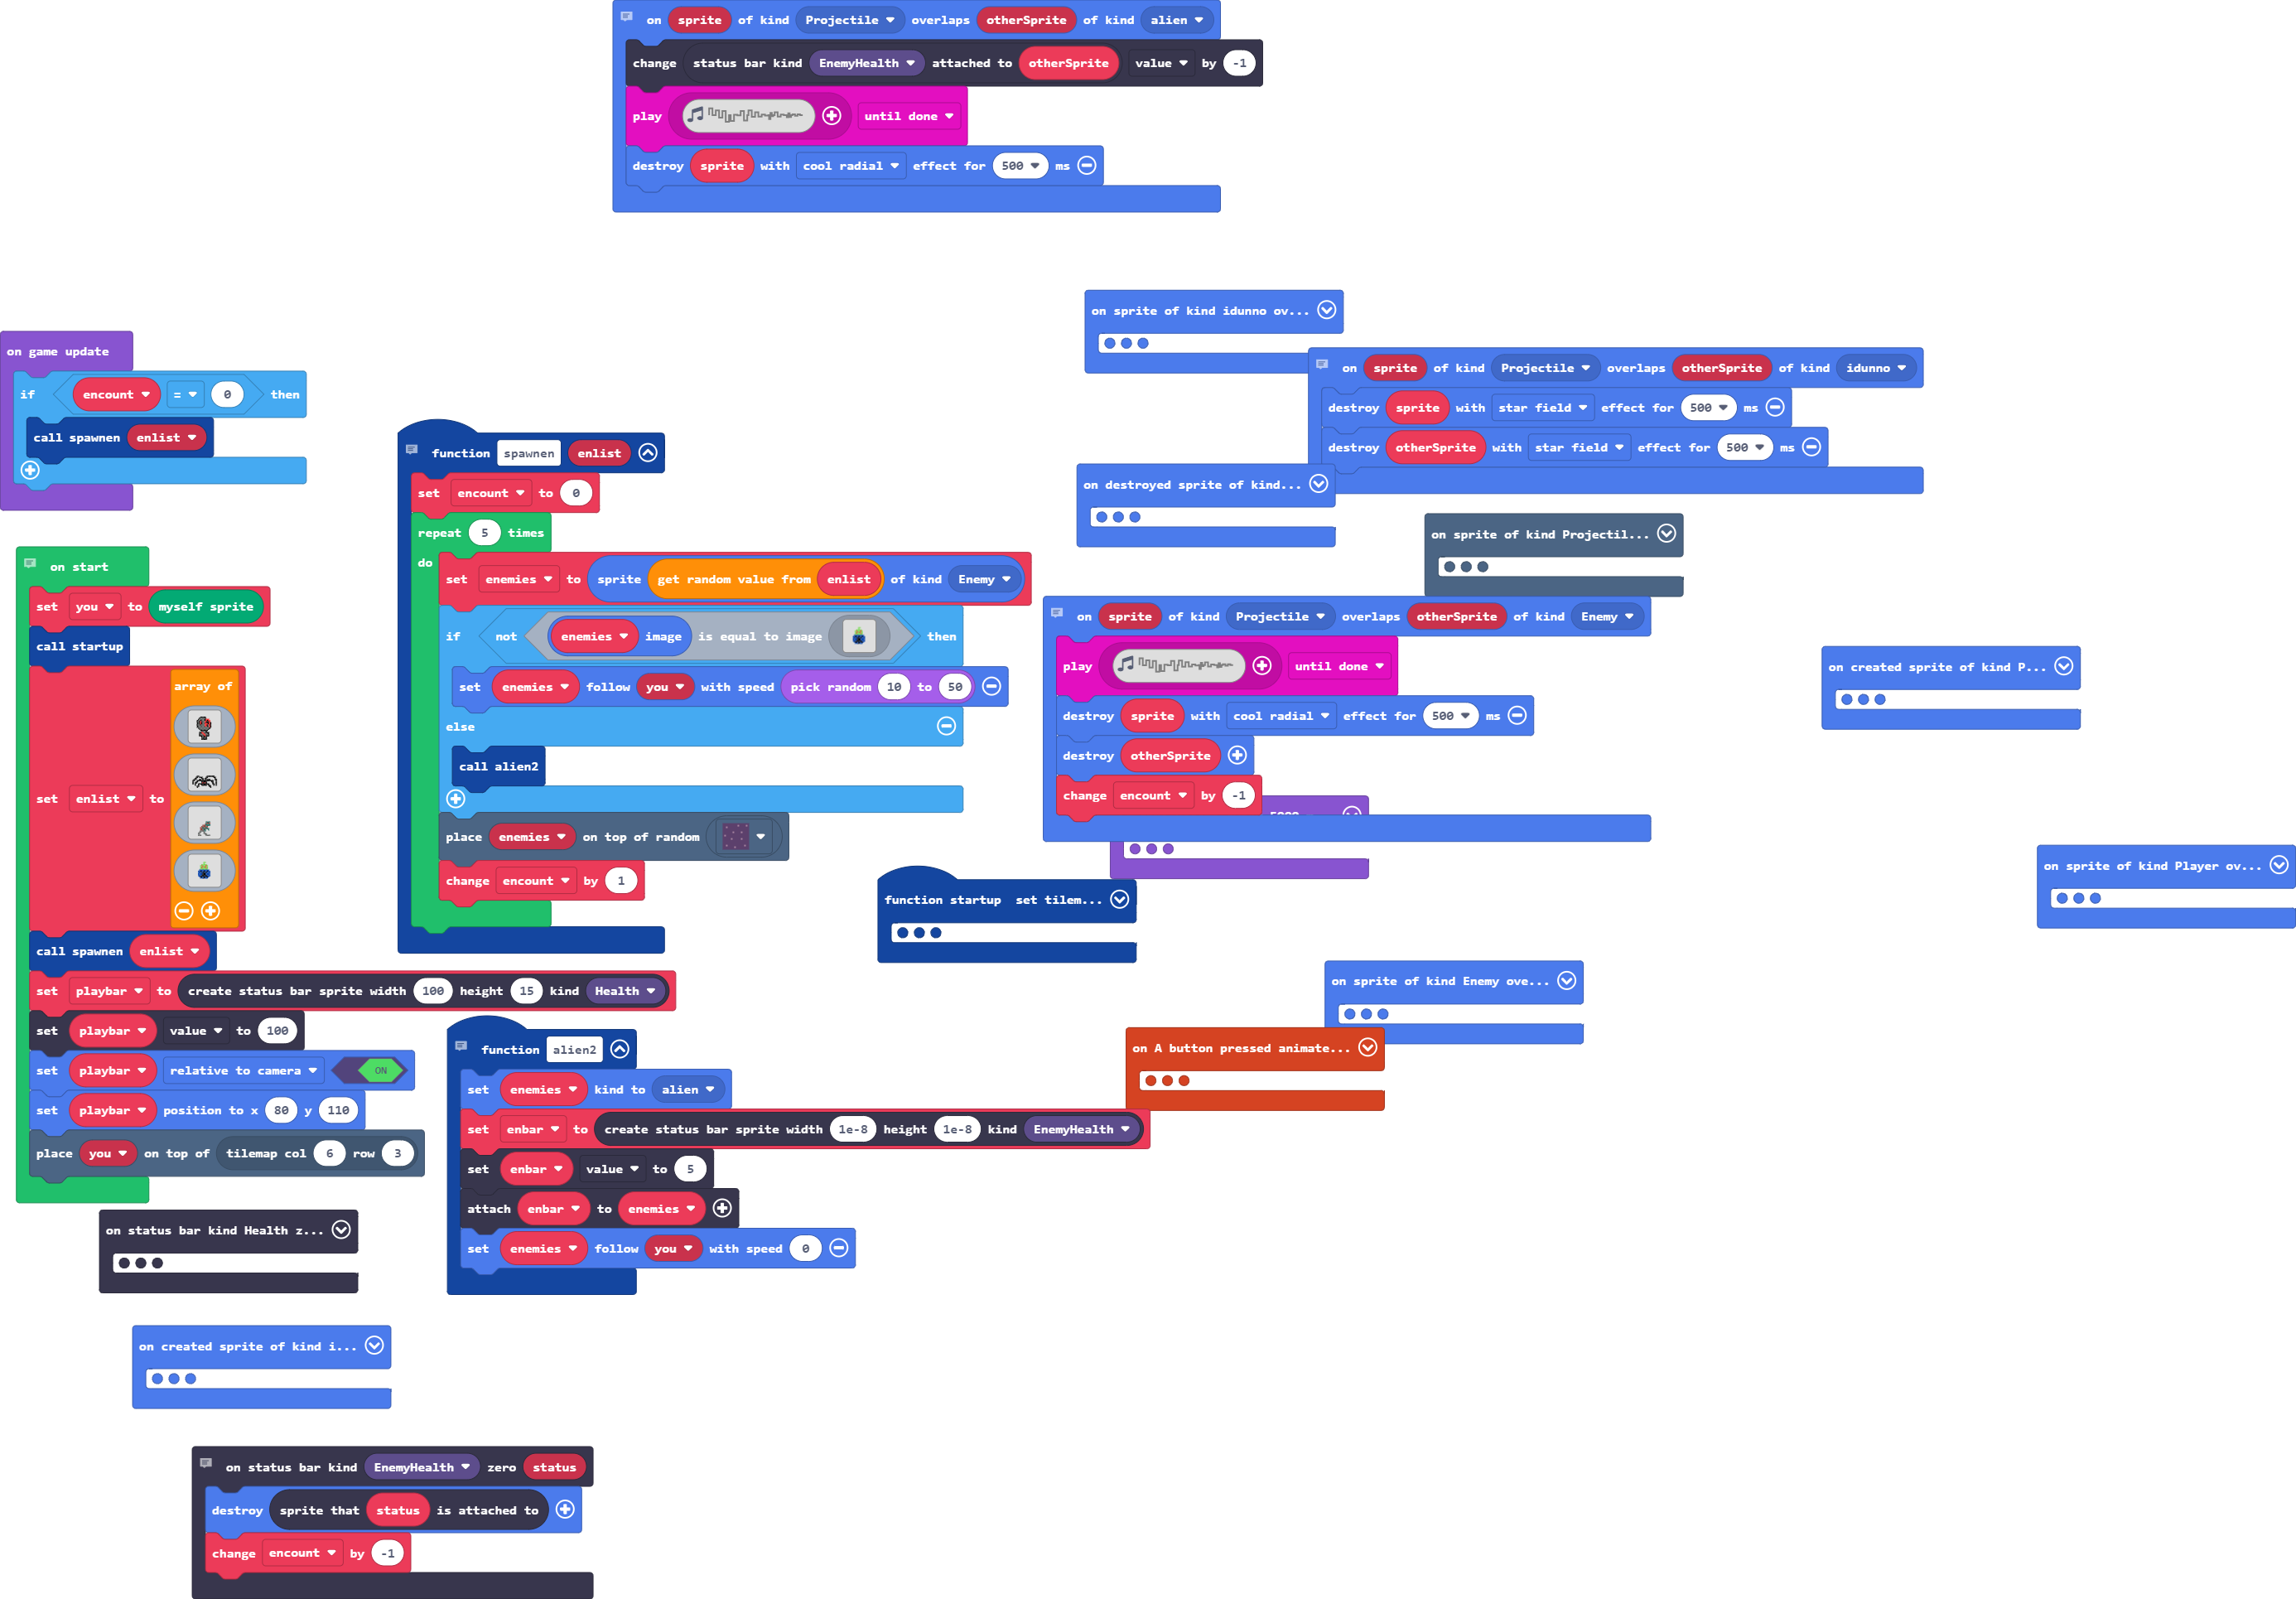 on sprite of kind Projectile overlaps otherSprite of kind alien
change status bar kind EnemyHealth attached to otherSprite value by -1
play until done
destroy sprite with cool radial effect for 500 ms
on game update
if encount = 0 then
call spawnen enlist
on start
set you to myself sprite
call startup
array of
set enlist to
call spawnen enlist
set playbar to create status bar sprite width 100 height 15 kind Health
set playbar value to 100
set playbar relative to camera ON
set playbar position to x 80 y 110
place you on top of tilemap col 6 row 3
function spawnen enlist
set encount to 0
repeat 5 times
do
set enemies to sprite get random value from enlist of kind Enemy
if not enemies image is equal to image then
set enemies follow you with speed pick random 10 to 50
else
call alien2
place enemies on top of random
change encount by 1
on sprite of kind idunno ov...
on sprite of kind Projectile overlaps otherSprite of kind idunno
destroy sprite with star field effect for 500 ms
destroy otherSprite with star field effect for 500 ms
on destroyed sprite of kind...
on sprite of kind Projectil...
on sprite of kind Projectile overlaps otherSprite of kind Enemy
play until done
destroy sprite with cool radial effect for 500 ms
destroy otherSprite
change encount by -1
on created sprite of kind P...
on sprite of kind Player ov...
function startup set tilem...
on sprite of kind Enemy ove...
on A button pressed animate...
function alien2
set enemies kind to alien
set enbar to create status bar sprite width 1e-8 height 1e-8 kind EnemyHealth
set enbar value to 5
attach enbar to enemies
set enemies follow you with speed 0
on status bar kind Health z...
on created sprite of kind i...
on status bar kind EnemyHealth zero status
destroy sprite that status is attached to
change encount by -1